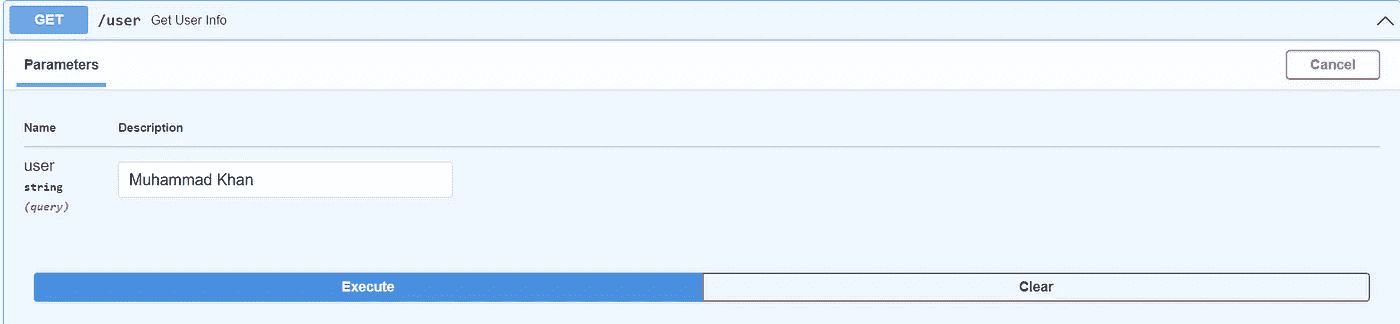 GET /user Get User Info
Parameters Cancel
Name Description
user Muhammad Khan
string
(query)
Execute Clear